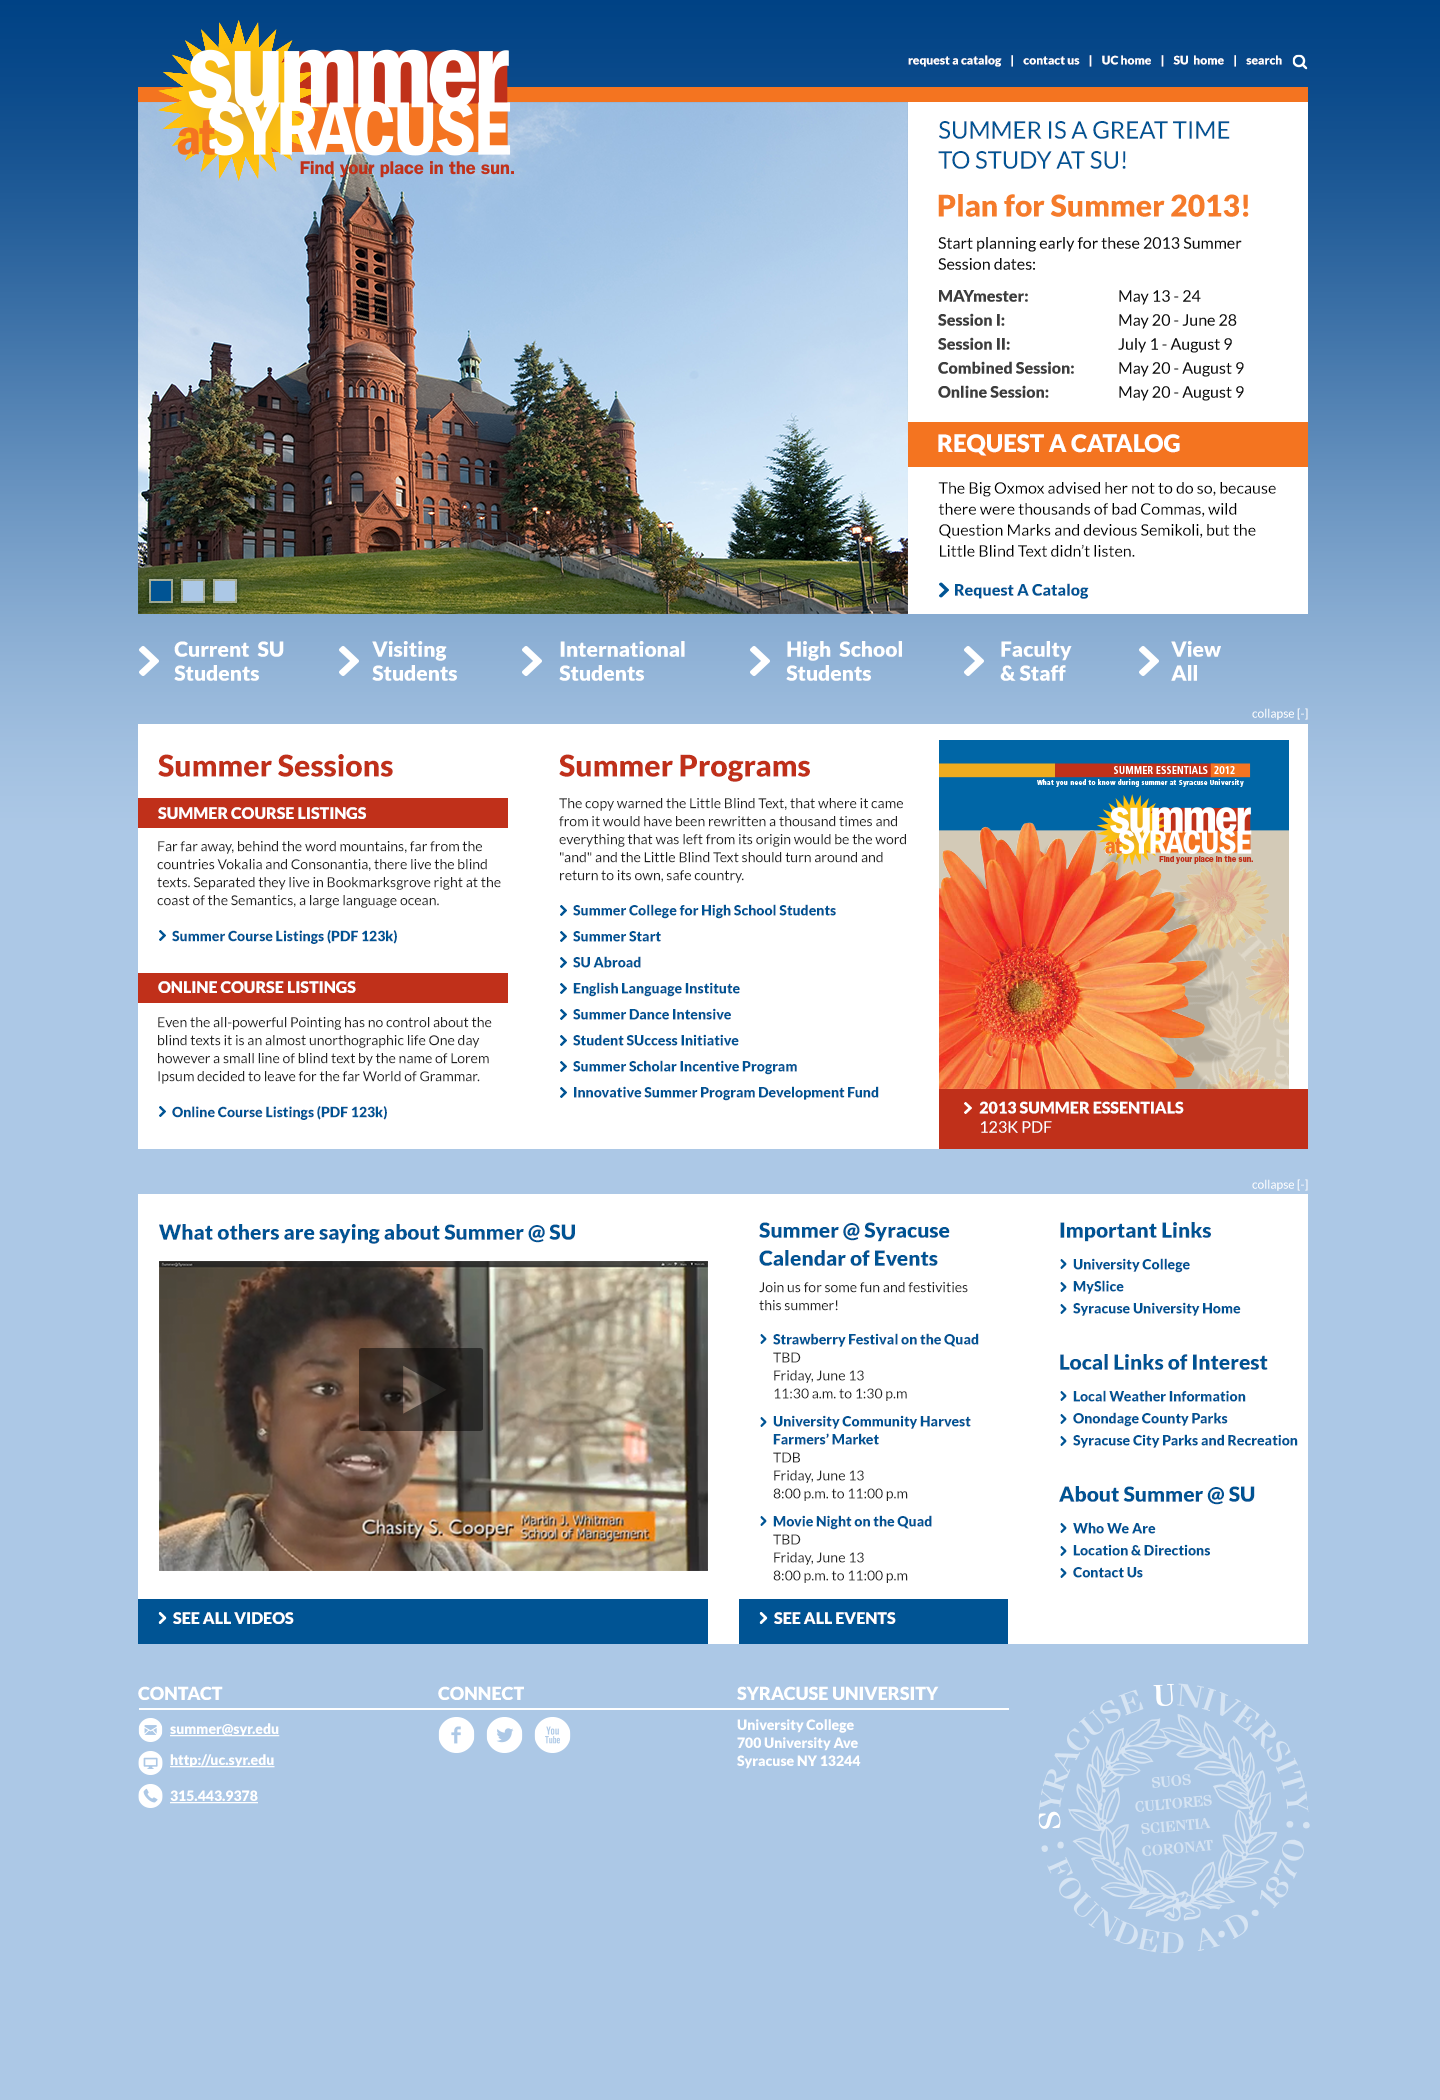 summer
at SYRACUSE
Find your place in the sun.
request a catalog | contact us | UC home | SU home | search
SUMMER IS A GREAT TIME
TO STUDY AT SU!
Plan for Summer 2013!
Start planning early for these 2013 Summer
Session dates:
MAYmester: May 13 - 24
Session I: May 20 - June 28
Session II: July 1 - August 9
Combined Session: May 20 - August 9
Online Session: May 20 - August 9
REQUEST A CATALOG
The Big Oxmox advised her not to do so, because
there were thousands of bad Commas, wild
Question Marks and devious Semikoli, but the
Little Blind Text didn't listen.
Request A Catalog
Current SU
Students
Visiting
Students
International
Students
High School
Students
Faculty
& Staff
View
All
collapse [-]
Summer Sessions
SUMMER COURSE LISTINGS
Far far away, behind the word mountains, far from the
countries Vokalia and Consonantia, there live the blind
texts. Separated they live in Bookmarksgrove right at the
coast of the Semantics, a large language ocean.
Summer Course Listings (PDF 123k)
ONLINE COURSE LISTINGS
Even the all-powerful Pointing has no control about the
blind texts it is an almost unorthographic life One day
however a small line of blind text by the name of Lorem
Ipsum decided to leave for the far World of Grammar.
Online Course Listings (PDF 123k)
Summer Programs
The copy warned the Little Blind Text, that where it came
from it would have been rewritten a thousand times and
everything that was left from its origin would be the word
"and" and the Little Blind Text should turn around and
return to its own, safe country.
Summer College for High School Students
Summer Start
SU Abroad
English Language Institute
Summer Dance Intensive
Student SUccess Initiative
Summer Scholar Incentive Program
Innovative Summer Program Development Fund
SUMMER ESSENTIALS 2012
What you need to know during summer at Syracuse University
summer
at SYRACUSE
Find your place in the sun.
2013 SUMMER ESSENTIALS
123K PDF
collapse [-]
What others are saying about Summer @ SU
Chasity S. Cooper
Martin J. Whitman
School of Management
SEE ALL VIDEOS
Summer @ Syracuse
Calendar of Events
Join us for some fun and festivities
this summer!
Strawberry Festival on the Quad
TBD
Friday, June 13
11:30 a.m. to 1:30 p.m
University Community Harvest
Farmers' Market
TDB
Friday, June 13
8:00 p.m. to 11:00 p.m
Movie Night on the Quad
TBD
Friday, June 13
8:00 p.m. to 11:00 p.m
SEE ALL EVENTS
Important Links
University College
MySlice
Syracuse University Home
Local Links of Interest
Local Weather Information
Onondage County Parks
Syracuse City Parks and Recreation
About Summer @ SU
Who We Are
Location & Directions
Contact Us
CONTACT
summer@syr.edu
http://uc.syr.edu
315.443.9378
CONNECT
You
Tube
SYRACUSE UNIVERSITY
University College
700 University Ave
Syracuse NY 13244
SYRACUSE UNIVERSITY
FOUNDED A·D·1870
SUOS
CULTORES
SCIENTIA
CORONAT